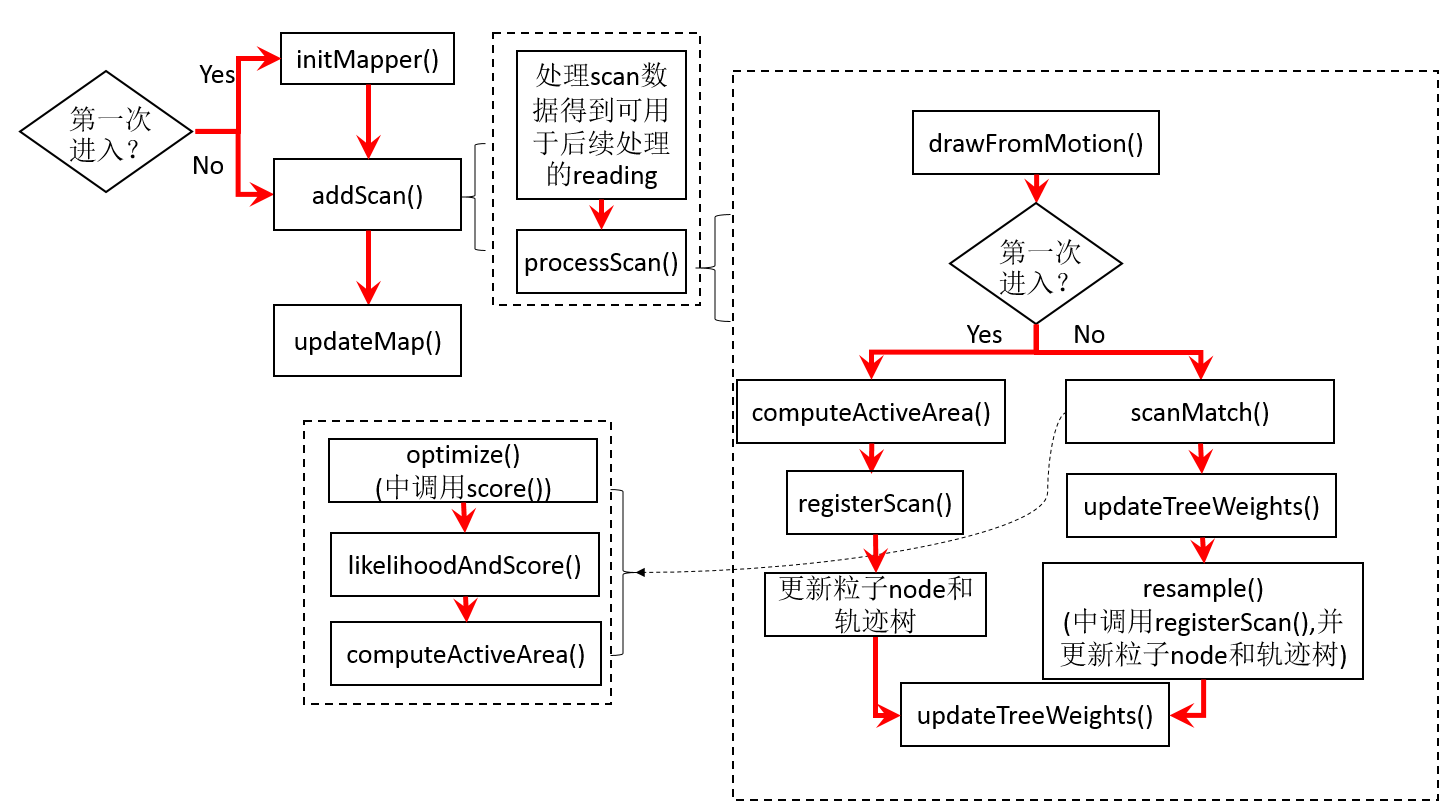 第一次
进入？
Yes
No
initMapper()
addScan()
updateMap()
处理scan数
据得到可用
于后续处理
的reading
processScan()
drawFromMotion()
第一次
进入？
Yes
No
computeActiveArea()
registerScan()
更新粒子node和
轨迹树
scanMatch()
updateTreeWeights()
resample()
(中调用registerScan(),并
更新粒子node和轨迹树)
updateTreeWeights()
optimize()
(中调用score())
likelihoodAndScore()
computeActiveArea()